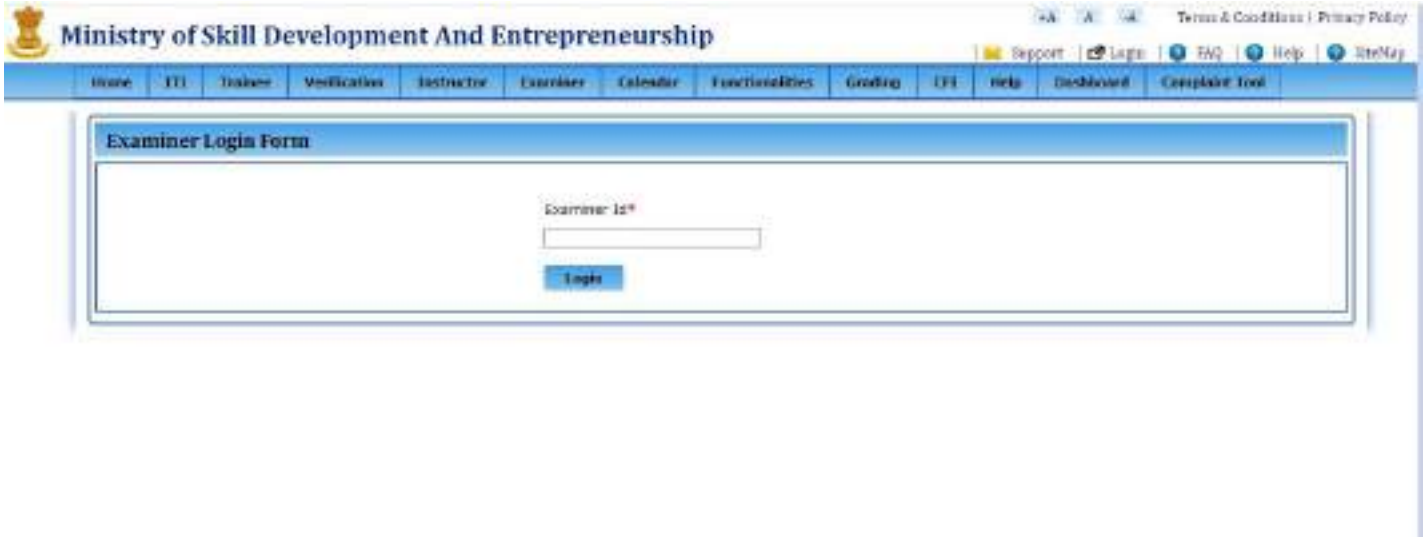 +A A -A Terms & Conditions | Privacy Policy
Ministry of Skill Development And Entrepreneurship
| Support | Login | FAQ | Help | SiteMap
Home ITI Trainee Verification Instructor Examiner Calender Functionalities Grading CFI Help Dashboard Complaint Tool
Examiner Login Form
Examiner Id*
Login